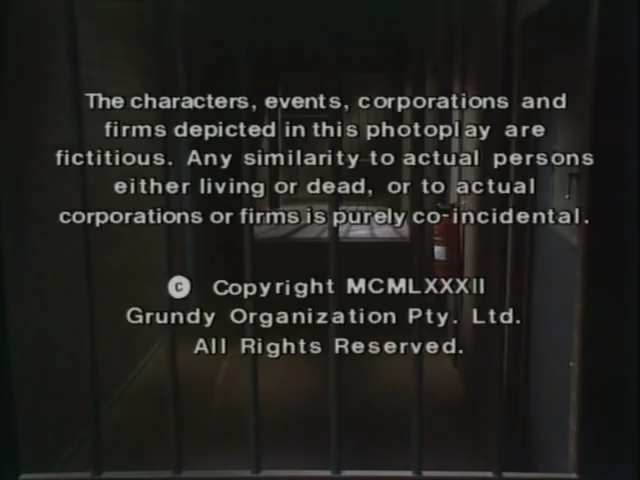 The characters, events, corporations and
firms depicted in this photoplay are
fictitious. Any similarity to actual persons
either living or dead, or to actual
corporations or firms is purely co-incidental.
© Copyright MCMLXXXII
Grundy Organization Pty. Ltd.
All Rights Reserved.